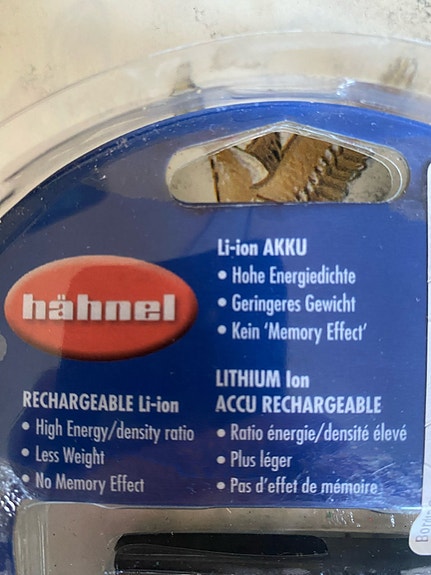 hähnel
Li-ion AKKU
• Hohe Energiedichte
• Geringeres Gewicht
• Kein 'Memory Effect'
RECHARGEABLE Li-ion
• High Energy/density ratio
• Less Weight
• No Memory Effect
LITHIUM Ion
ACCU RECHARGEABLE
• Ratio énergie/densité élevé
• Plus léger
• Pas d'effet de mémoire